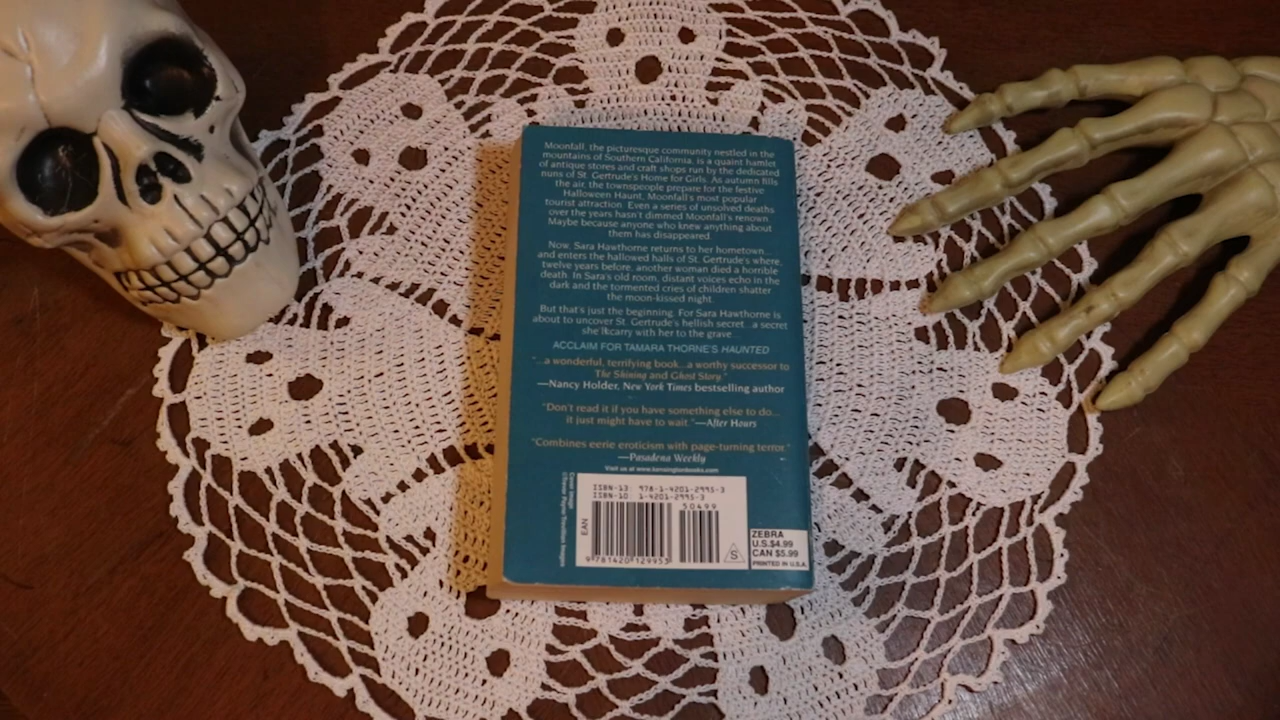 Moonfall, the picturesque community nestled in the
mountains of Southern California, is a quaint hamlet
of antique stores and craft shops run by the dedicated
nuns of St. Gertrude's Home for Girls. As autumn fills
the air, the townspeople prepare for the festive
Halloween Haunt, Moonfall's most popular
tourist attraction. Even a series of unsolved deaths
over the years hasn't dimmed Moonfall's renown.
Maybe because anyone who knew anything about
them has disappeared.
Now, Sara Hawthorne returns to her hometown...
and enters the hallowed halls of St. Gertrude's where,
twelve years before, another woman died a horrible
death. In Sara's old room, distant voices echo in the
dark and the tormented cries of children shatter
the moon-kissed night.
But that's just the beginning. For Sara Hawthorne is
about to uncover St. Gertrude's hellish secret...a secret
she'll carry with her to the grave...
ACCLAIM FOR TAMARA THORNE'S HAUNTED
"...a wonderful, terrifying book...a worthy successor to
The Shining and Ghost Story."
—Nancy Holder, New York Times bestselling author
"Don't read it if you have something else to do...
it just might have to wait."—After Hours
"Combines eerie eroticism with page-turning terror."
—Pasadena Weekly
Visit us at www.kensingtonbooks.com
Cover image
©Trevor Payne/Trevillion Images
ISBN-13: 978-1-4201-2995-3
ISBN-10: 1-4201-2995-3
50499
EAN
9 781420 129953
S
ZEBRA
U.S.$4.99
CAN $5.99
PRINTED IN U.S.A.